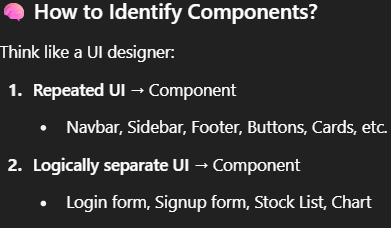 🧠 How to Identify Components?
Think like a UI designer:
1. Repeated UI → Component
• Navbar, Sidebar, Footer, Buttons, Cards, etc.
2. Logically separate UI → Component
• Login form, Signup form, Stock List, Chart